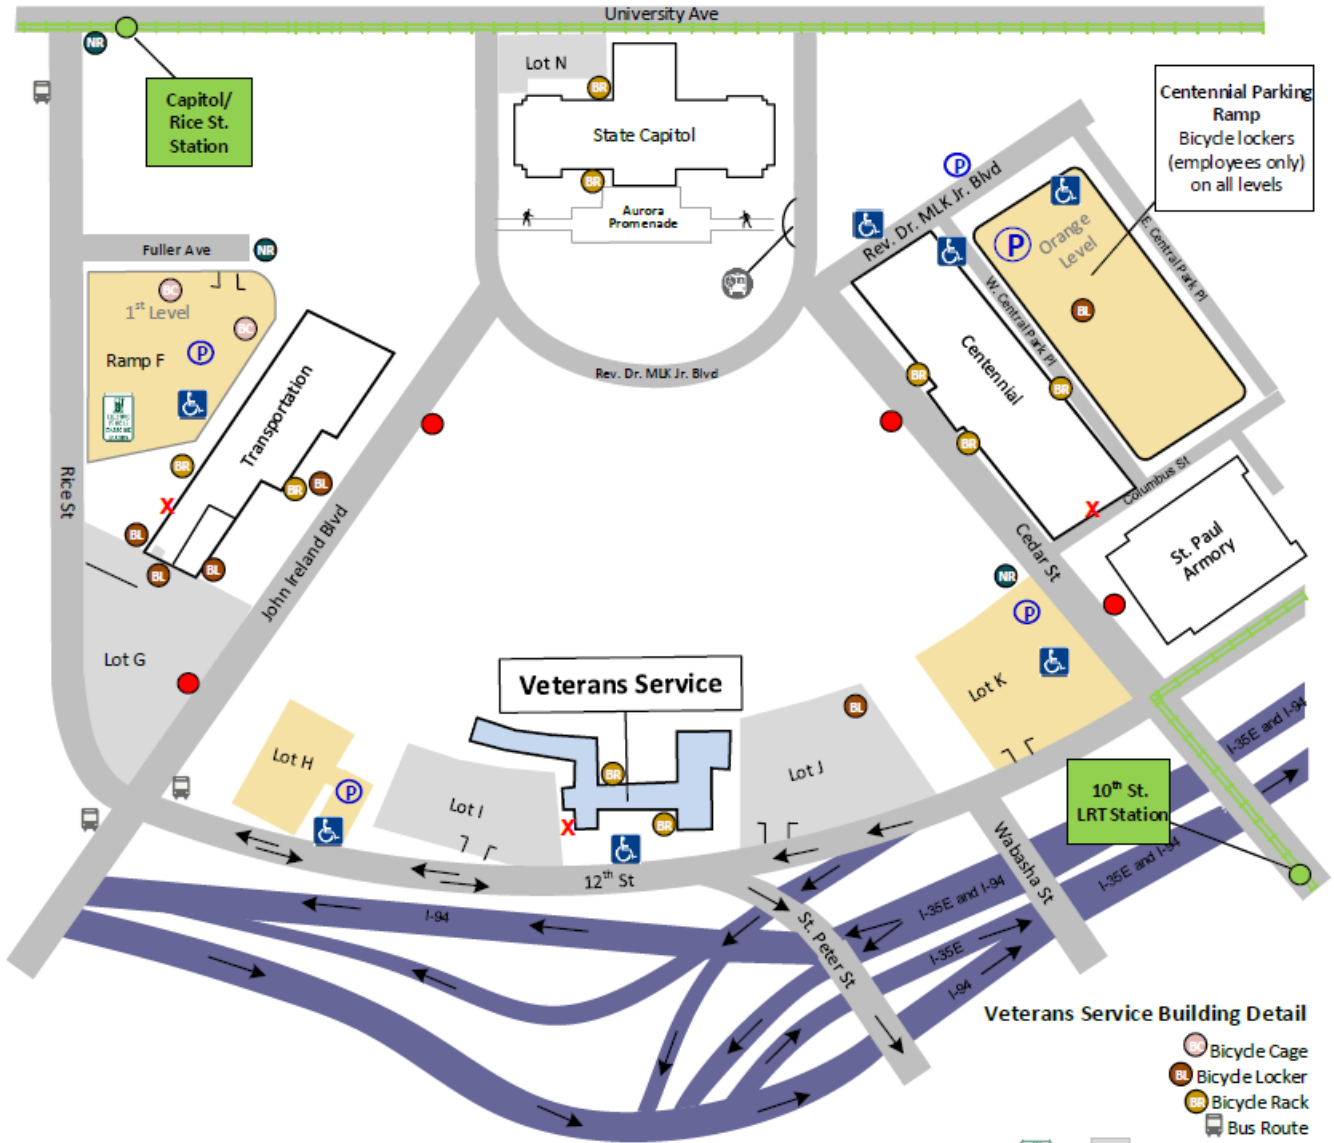 University Ave
NR
Lot N
BR
Capitol/
Rice St.
Station
State Capitol
Centennial Parking
Ramp
Bicycle lockers
(employees only)
on all levels
P
Rev. Dr. MLK Jr. Blvd
BR
Aurora
Promenade
Fuller Ave
NR
P
Orange
Level
E. Central Park Pl
W. Central Park Pl
BC
1st Level
BC
BL
Ramp F
P
Transportation
Rev. Dr. MLK Jr. Blvd
Centennial
BR
BR
BR
BR
Rice St
X
BR
BL
BL
BL
BL
John Ireland Blvd
Columbus St
X
Cedar St
St. Paul
Armory
NR
P
Lot G
Lot K
Veterans Service
BL
Lot H
P
Lot I
BR
Lot J
X
BR
12th St
10th St.
LRT Station
I-35E and I-94
I-35E and I-94
I-35E and I-94
Wabasha St
St. Peter St
I-94
I-35E
I-94
Veterans Service Building Detail
BC Bicycle Cage
BL Bicycle Locker
BR Bicycle Rack
Bus Route